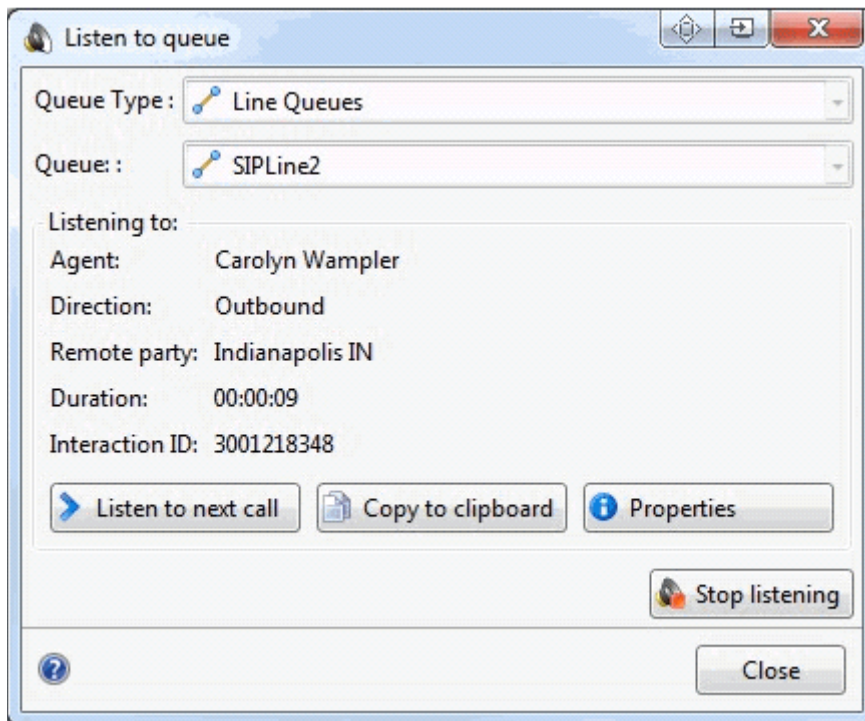 Listen to queue
Queue Type : Line Queues
Queue: : SIPLine2
Listening to:
Agent: Carolyn Wampler
Direction: Outbound
Remote party: Indianapolis IN
Duration: 00:00:09
Interaction ID: 3001218348
Listen to next call Copy to clipboard Properties
Stop listening
Close